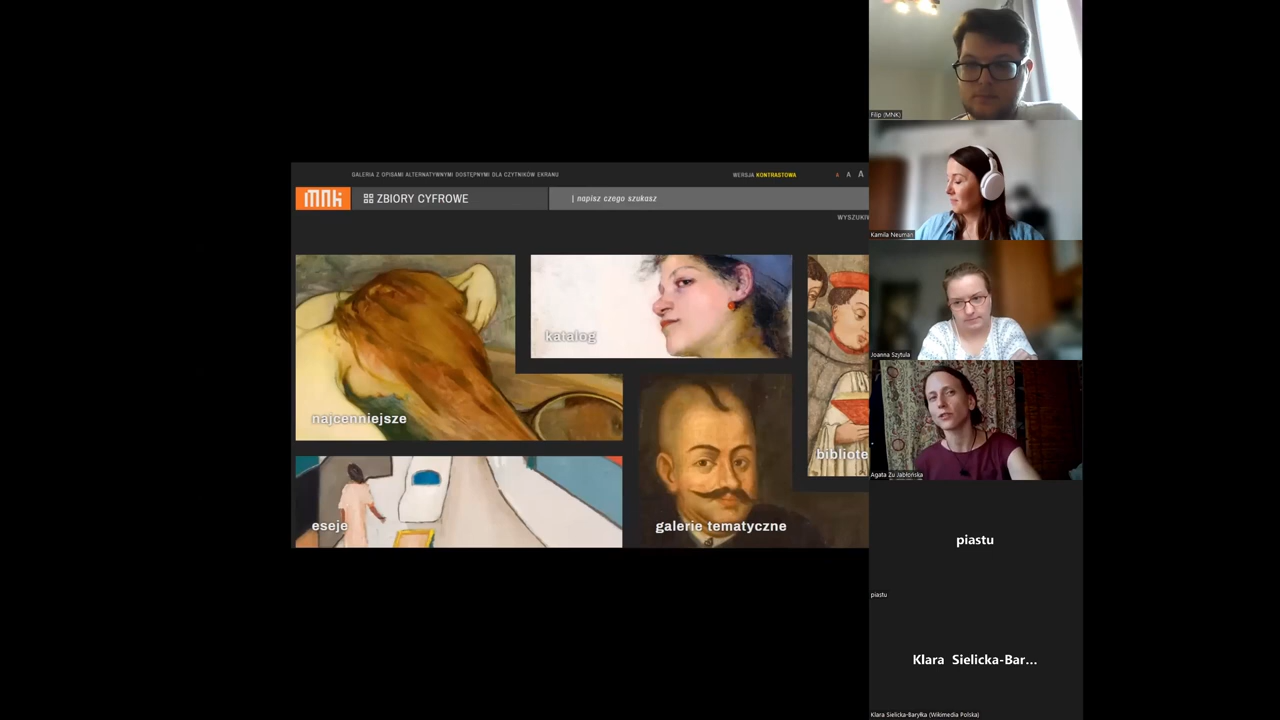 GALERIA Z OPISAMI ALTERNATYWNYMI DOSTĘPNYMI DLA CZYTNIKÓW EKRANU
WERSJA KONTRASTOWA
A A A
mnk
ZBIORY CYFROWE
| napisz czego szukasz
WYSZUKIW
najcenniejsze
katalog
bibliote
eseje
galerie tematyczne
Filip (MNK)
Kamila Neuman
Joanna Szytuła
Agata Zu Jabłońska
piastu
piastu
Klara Sielicka-Bar...
Klara Sielicka-Baryłka (Wikimedia Polska)